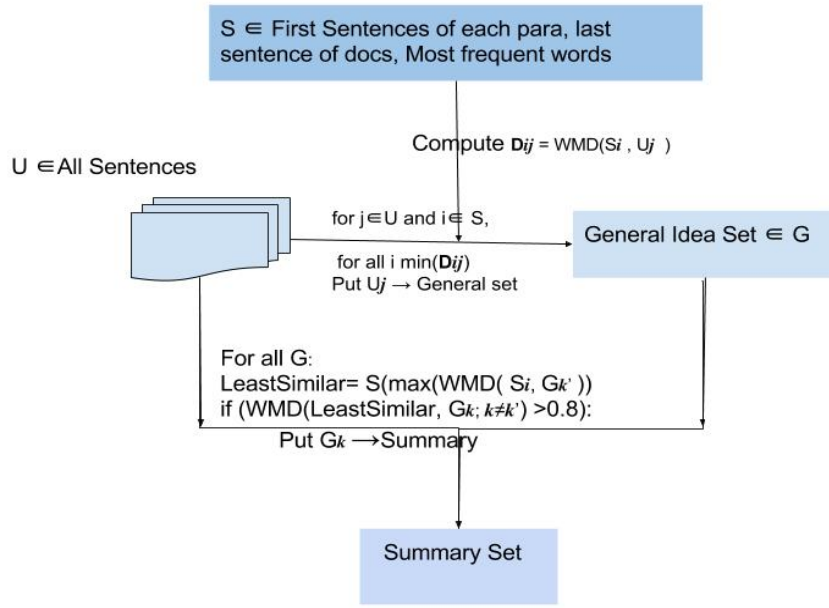 S ∈ First Sentences of each para, last
sentence of docs, Most frequent words
Compute Dij = WMD(Si , Uj )
U ∈All Sentences
for j∈U and i∈ S,
for all i min(Dij)
Put Uj → General set
General Idea Set ∈ G
For all G:
LeastSimilar= S(max(WMD( Si, Gk’ ))
if (WMD(LeastSimilar, Gk; k≠k’) >0.8):
Put Gk →Summary
Summary Set